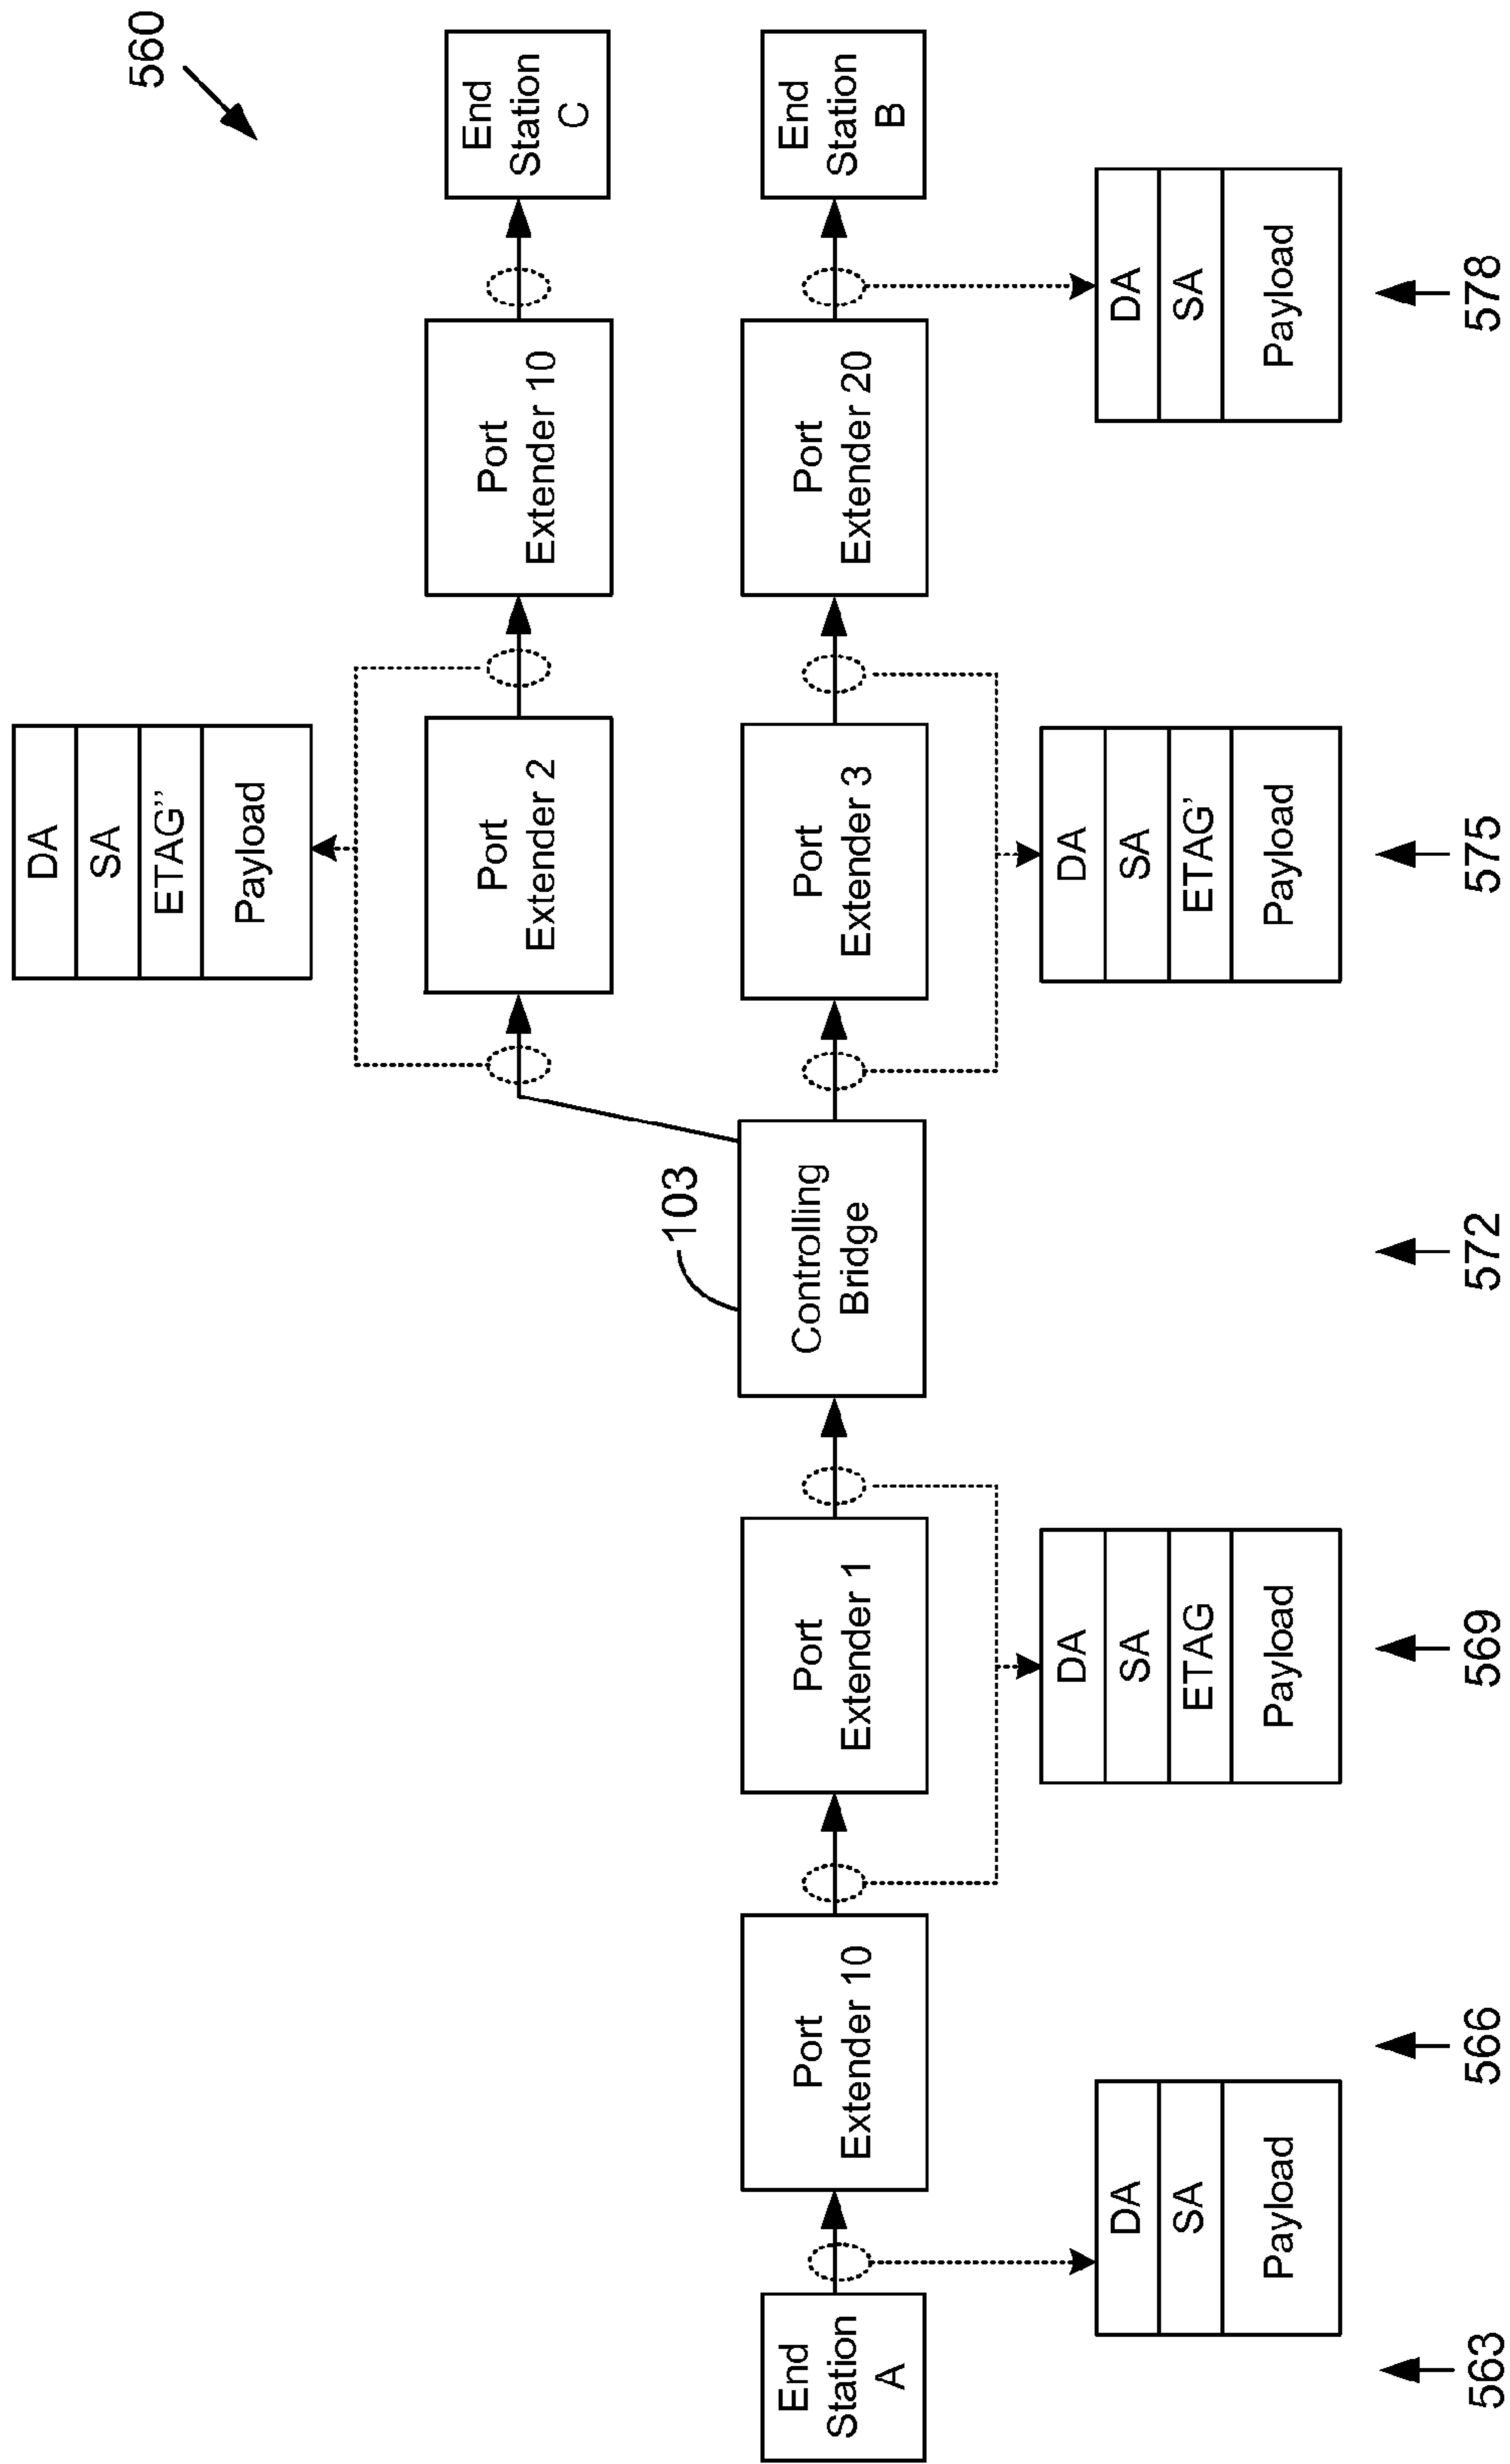 560
DA
SA
ETAG''
Payload
Port
Extender 2
Port
Extender 10
End
Station
C
103
End
Station
A
Port
Extender 10
Port
Extender 1
Controlling
Bridge
Port
Extender 3
Port
Extender 20
End
Station
B
DA
SA
Payload
DA
SA
ETAG
Payload
DA
SA
ETAG'
Payload
DA
SA
Payload
563
566
569
572
575
578